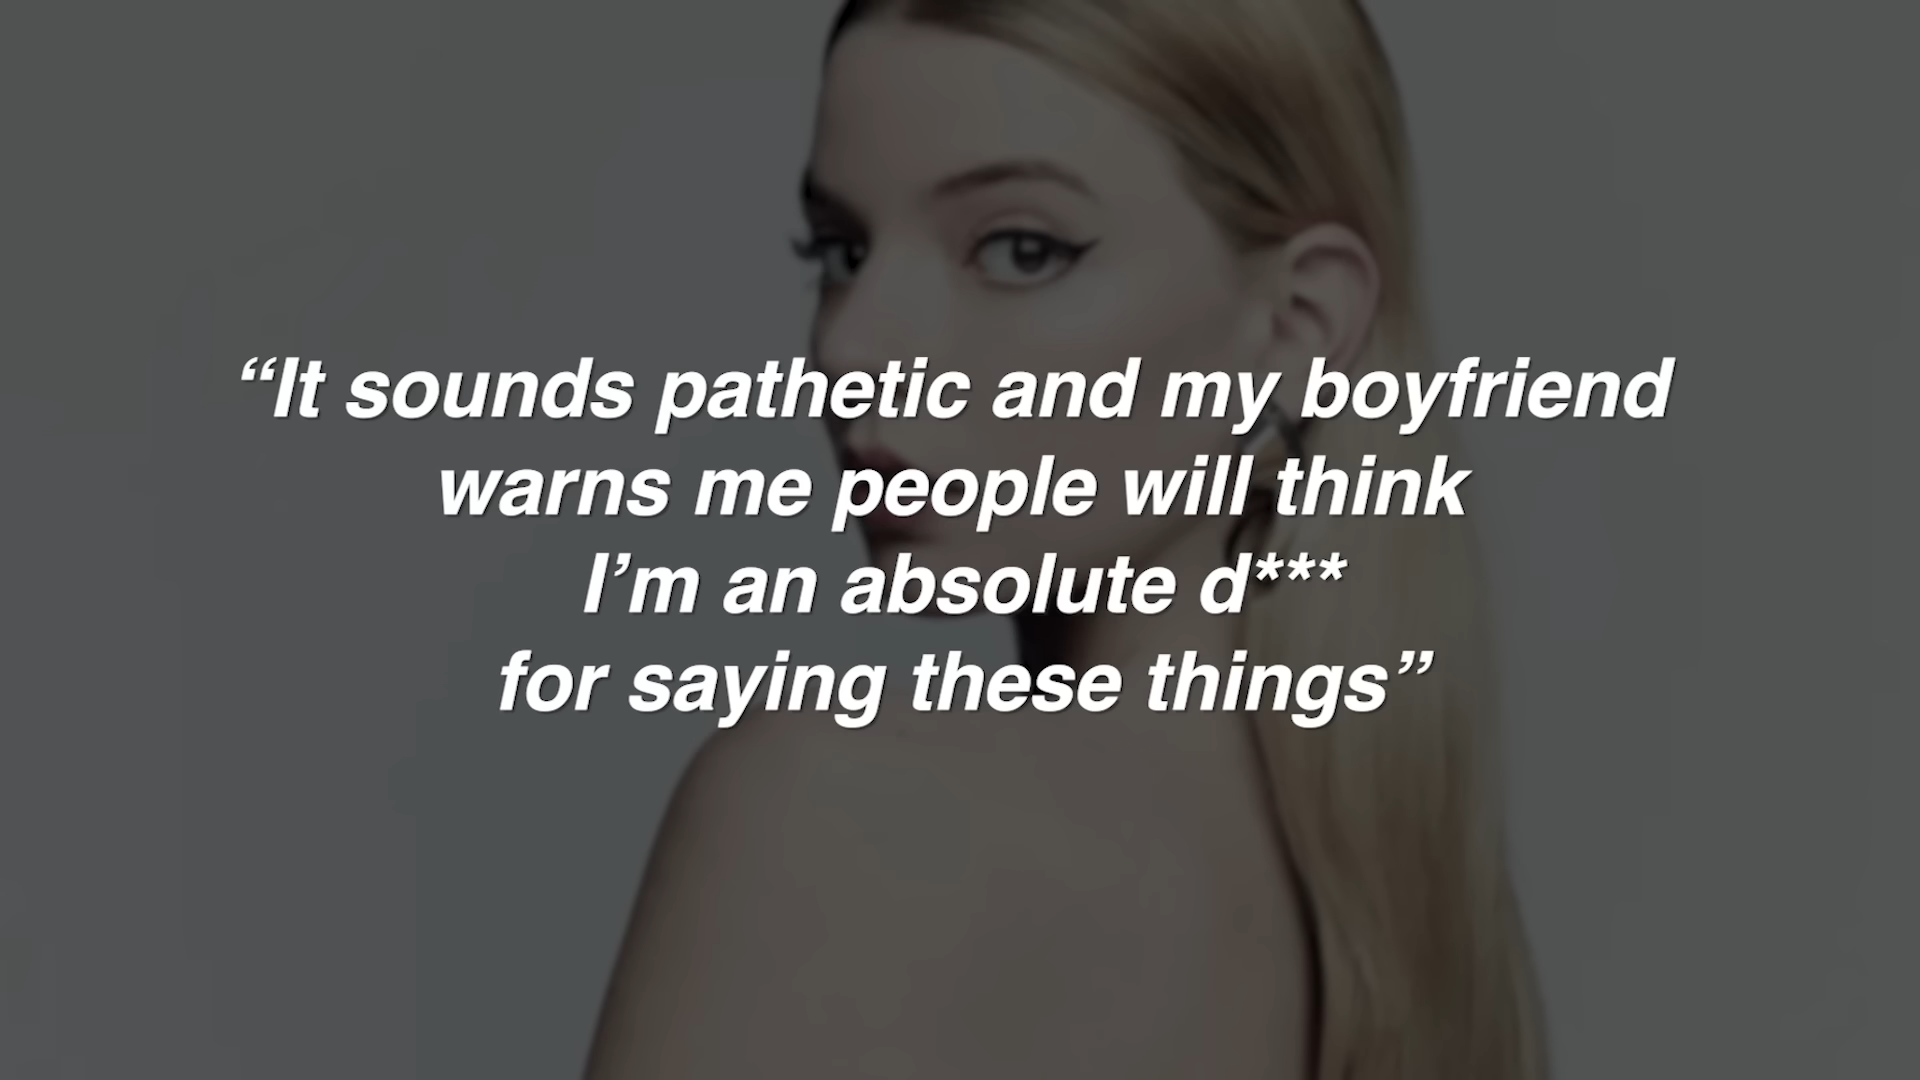 “It sounds pathetic and my boyfriend
warns me people will think
I’m an absolute d***
for saying these things”